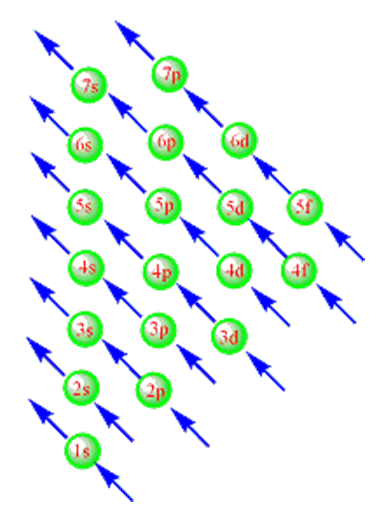 7s 7p
6s 6p 6d
5s 5p 5d 5f
4s 4p 4d 4f
3s 3p 3d
2s 2p
1s